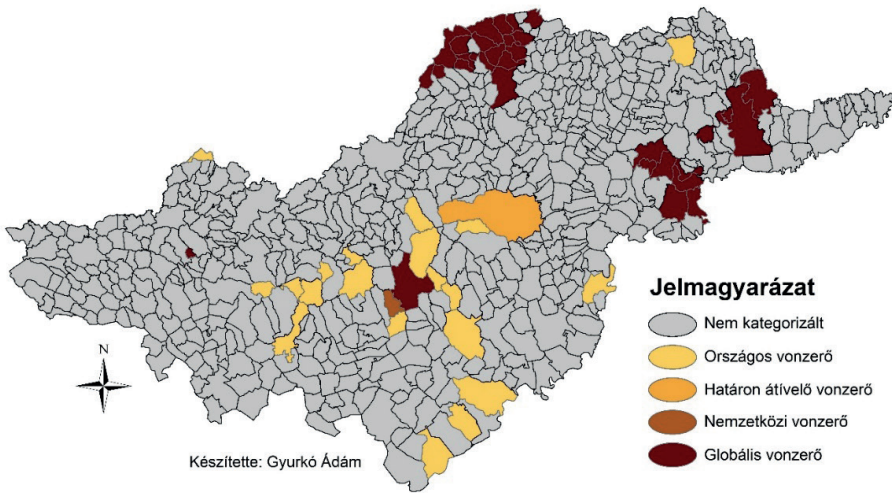 Jelmagyarázat
Nem kategorizált
Országos vonzerő
Határon átívelő vonzerő
Nemzetközi vonzerő
Globális vonzerő
N
Készítette: Gyurkó Ádám